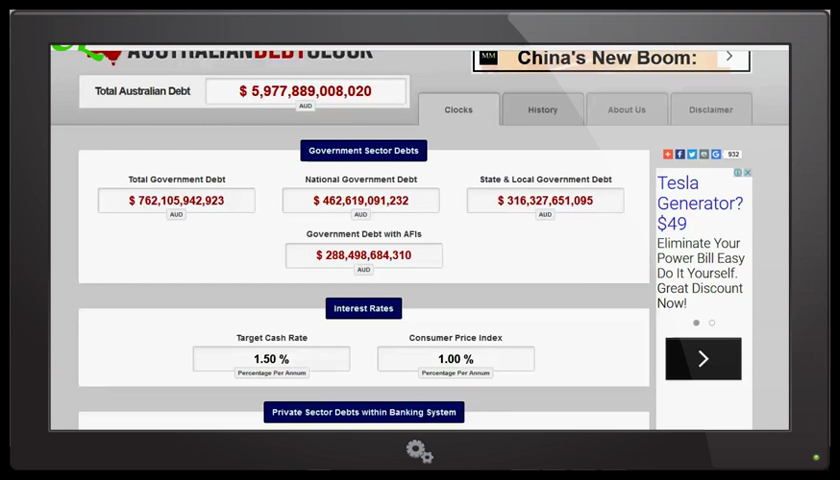 AUSTRALIANDEBTCLOCK
MM
China's New Boom:
Total Australian Debt
$ 5,977,889,008,020
AUD
Clocks
History
About Us
Disclaimer
Government Sector Debts
Total Government Debt
National Government Debt
State & Local Government Debt
$ 762,105,942,923
$ 462,619,091,232
$ 316,327,651,095
AUD
AUD
AUD
Government Debt with AFIs
$ 288,498,684,310
AUD
Interest Rates
Target Cash Rate
Consumer Price Index
1.50 %
1.00 %
Percentage Per Annum
Percentage Per Annum
Private Sector Debts within Banking System
932
Tesla
Generator?
$49
Eliminate Your
Power Bill Easy
Do It Yourself.
Great Discount
Now!